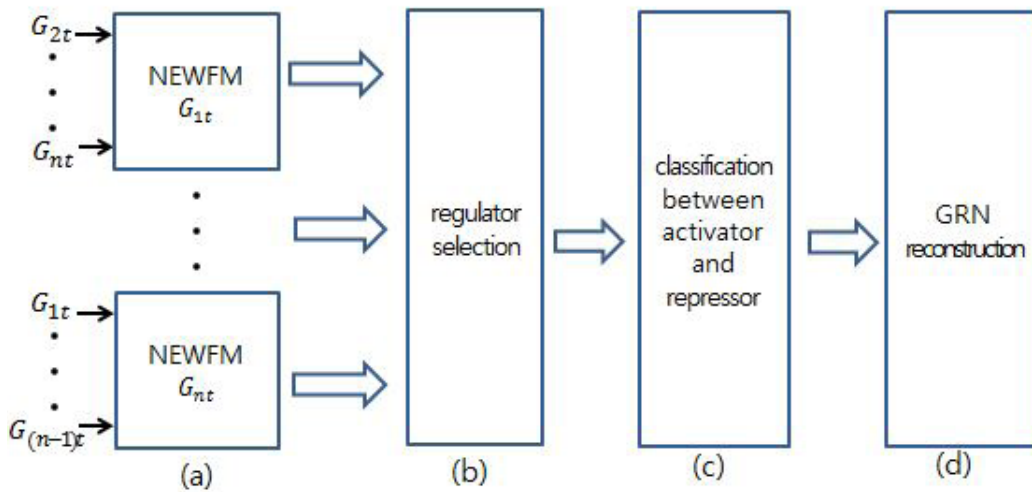 G2t
NEWFM
G1t
Gnt
regulator
selection
classification
between
activator
and
repressor
GRN
reconstruction
G1t
NEWFM
Gnt
G(n-1)t
(a)
(b)
(c)
(d)